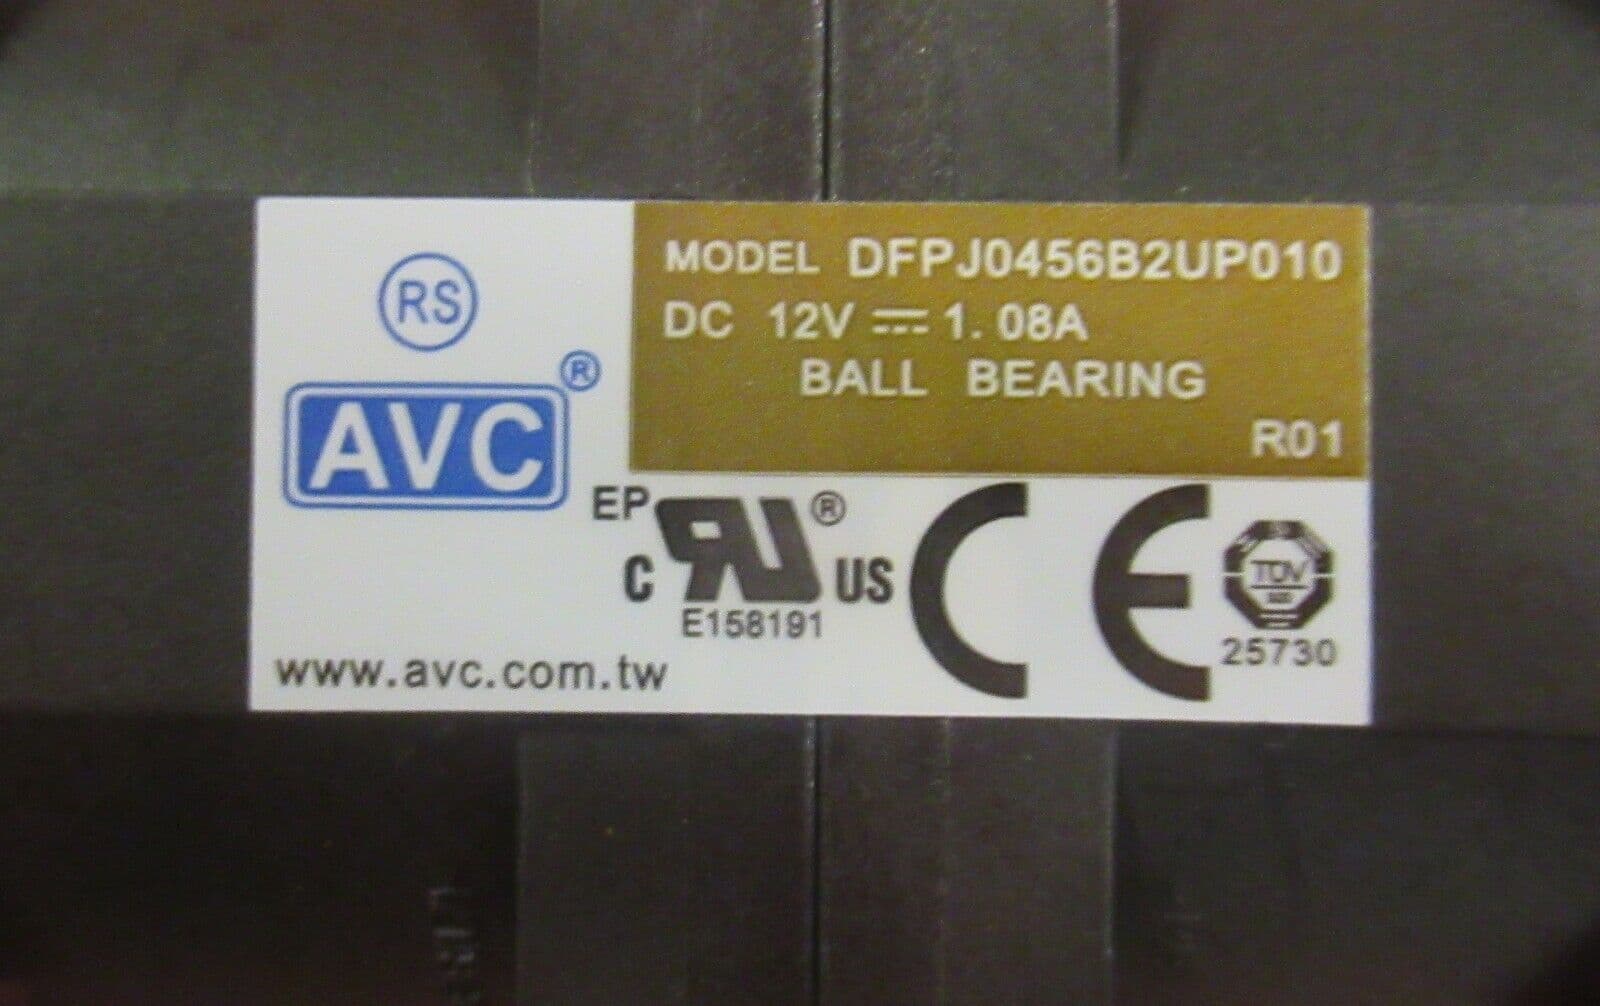 RS
AVC®
MODEL DFPJ0456B2UP010
DC 12V ⎓ 1. 08A
BALL BEARING
R01
EP
C RU® US
E158191
CE
TÜV
25730
www.avc.com.tw